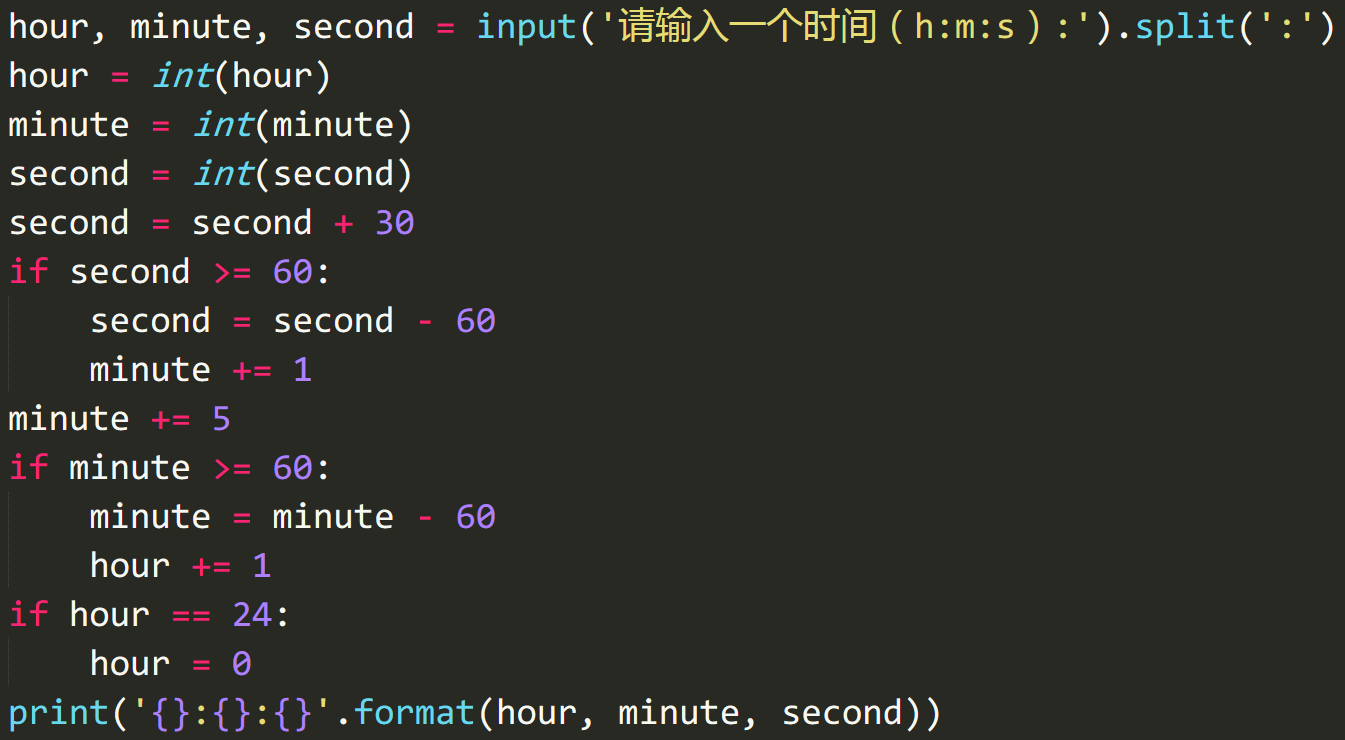 hour, minute, second = input('请输入一个时间（h:m:s）:').split(':')
hour = int(hour)
minute = int(minute)
second = int(second)
second = second + 30
if second >= 60:
    second = second - 60
    minute += 1
minute += 5
if minute >= 60:
    minute = minute - 60
    hour += 1
if hour == 24:
    hour = 0
print('{}:{}:{}'.format(hour, minute, second))